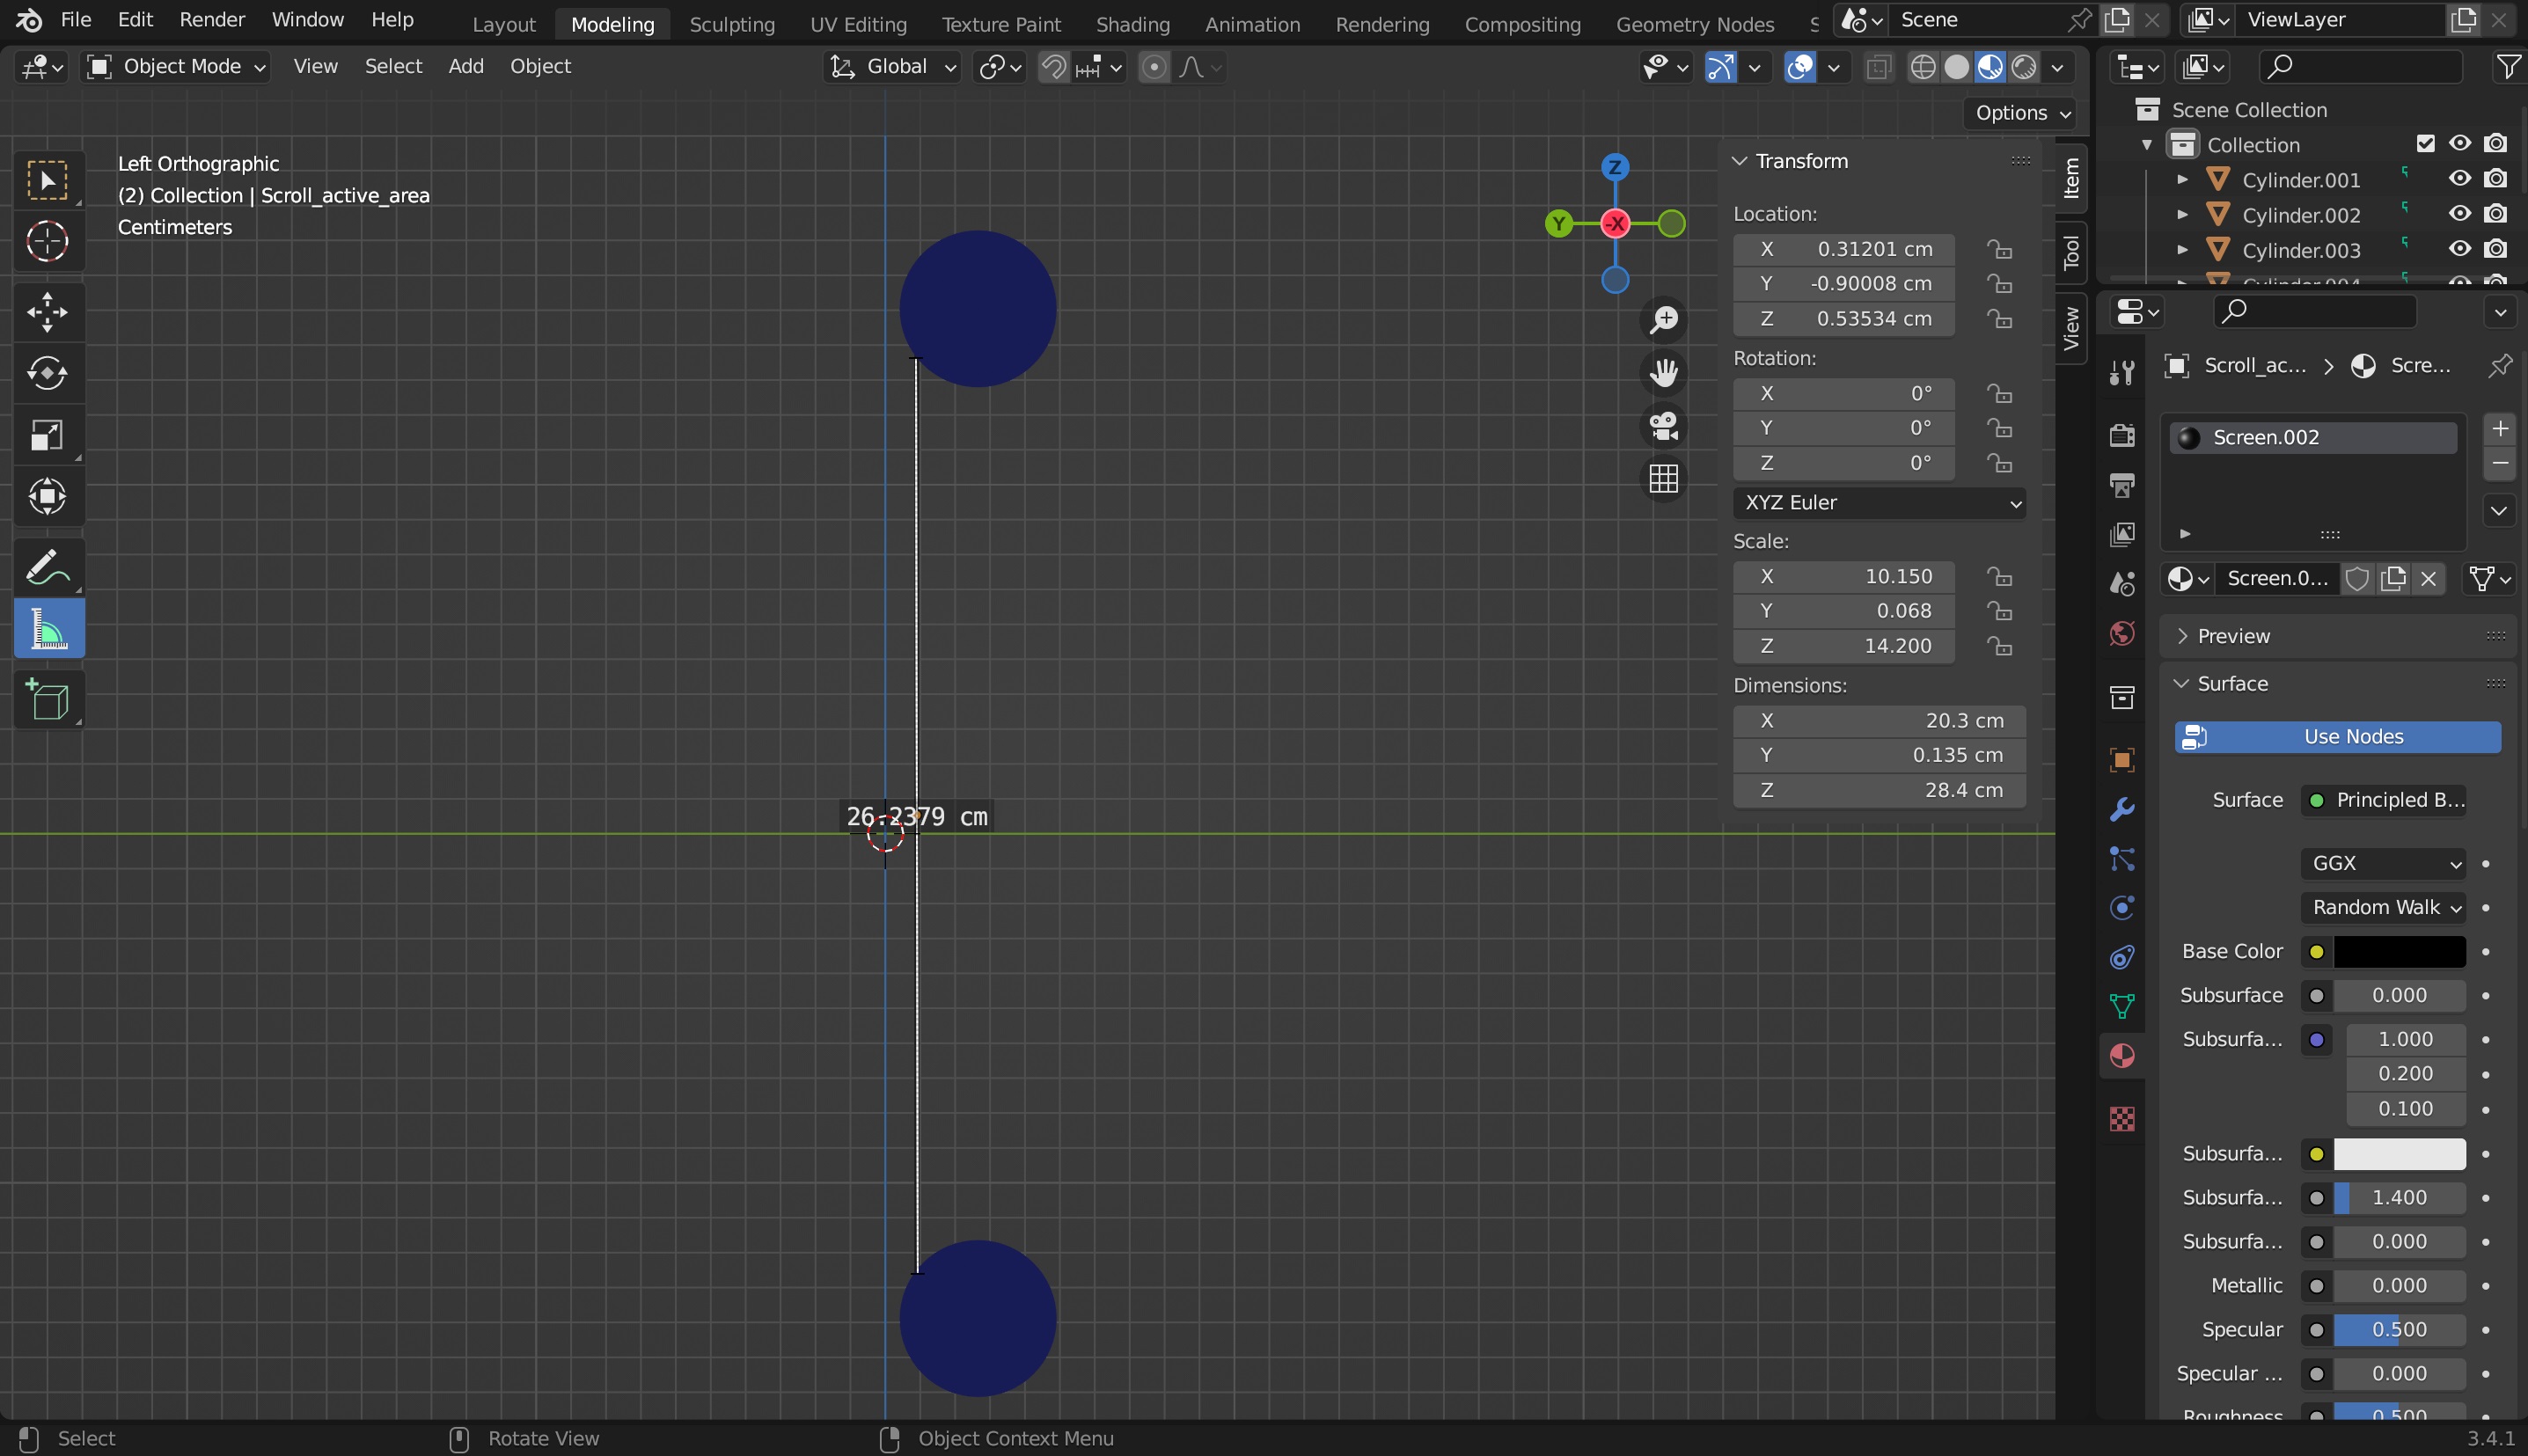 File Edit Render Window Help Layout Modeling Sculpting UV Editing Texture Paint Shading Animation Rendering Compositing Geometry Nodes Scene ViewLayer
Object Mode View Select Add Object Global
Options
Left Orthographic
(2) Collection | Scroll_active_area
Centimeters
26.2379 cm
Z
Y
-X
Item
Tool
View
Transform
Location:
X 0.31201 cm
Y -0.90008 cm
Z 0.53534 cm
Rotation:
X 0°
Y 0°
Z 0°
XYZ Euler
Scale:
X 10.150
Y 0.068
Z 14.200
Dimensions:
X 20.3 cm
Y 0.135 cm
Z 28.4 cm
Scene Collection
Collection
Cylinder.001
Cylinder.002
Cylinder.003
Scroll_ac... Scre...
Screen.002
Screen.0...
Preview
Surface
Use Nodes
Surface Principled B...
GGX
Random Walk
Base Color
Subsurface 0.000
Subsurfa... 1.000
0.200
0.100
Subsurfa...
Subsurfa... 1.400
Subsurfa... 0.000
Metallic 0.000
Specular 0.500
Specular ... 0.000
Roughness 0.500
Select Rotate View Object Context Menu 3.4.1